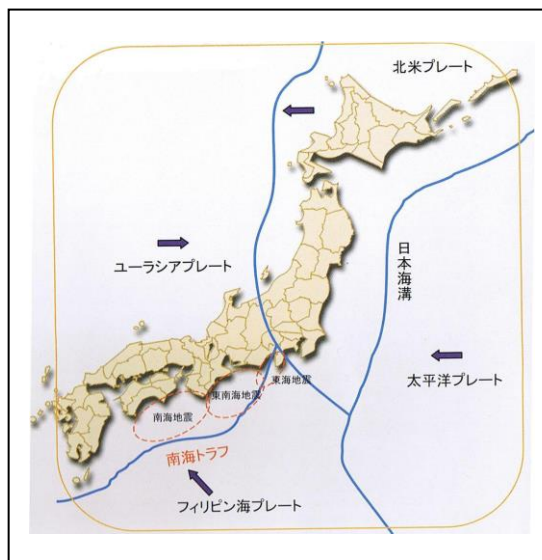 北米プレート
ユーラシアプレート
日本海溝
太平洋プレート
東海地震
東南海地震
南海地震
南海トラフ
フィリピン海プレート